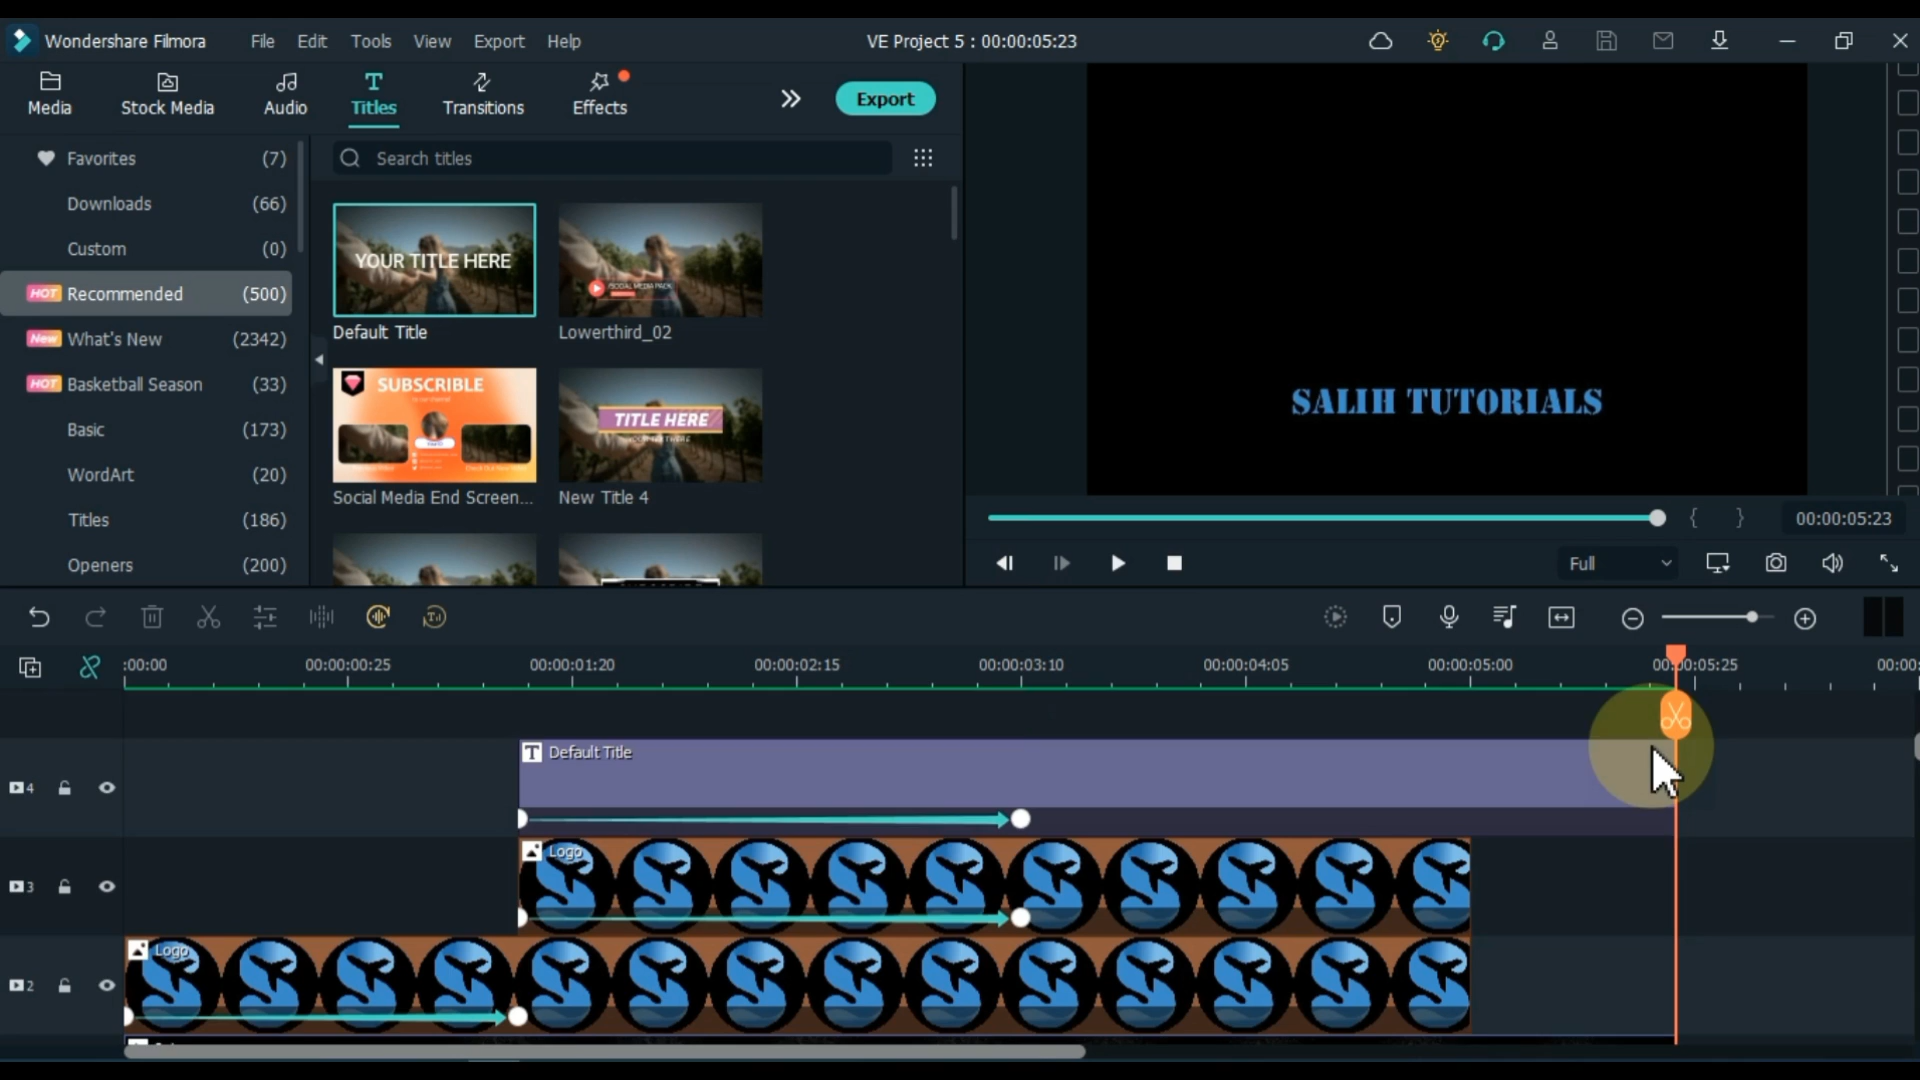 Wondershare Filmora
File Edit Tools View Export Help
VE Project 5 : 00:00:05:23
Media
Stock Media
Audio
Titles
Transitions
Effects
Export
Favorites (7)
Downloads (66)
Custom (0)
HOT Recommended (500)
New What's New (2342)
HOT Basketball Season (33)
Basic (173)
WordArt (20)
Titles (186)
Openers (200)
Search titles
YOUR TITLE HERE
Default Title
SOCIAL MEDIA PACK
Lowerthird_02
SUBSCRIBLE
Social Media End Screen...
TITLE HERE
New Title 4
SALIH TUTORIALS
00:00:05:23
Full
:00:00 00:00:00:25 00:00:01:20 00:00:02:15 00:00:03:10 00:00:04:05 00:00:05:00 00:00:05:25 00:00:
4 Default Title
3 Logo
2 Logo